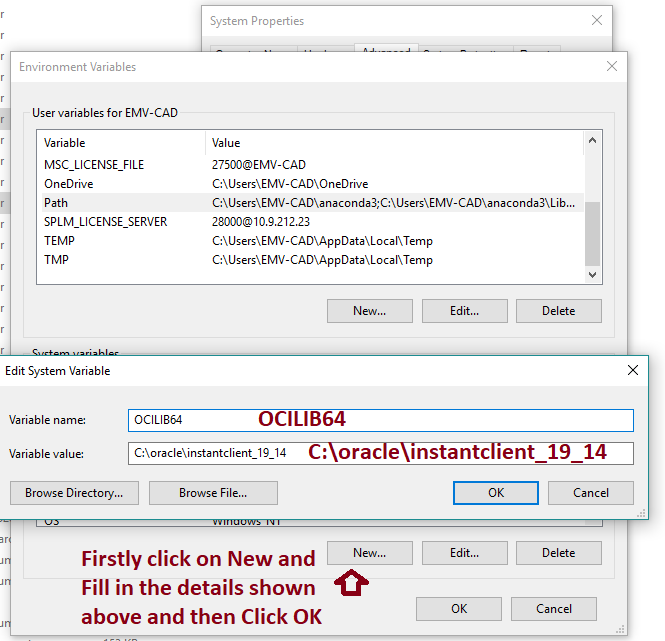 System Properties
Advanced
Environment Variables
User variables for EMV-CAD
Variable Value
MSC_LICENSE_FILE 27500@EMV-CAD
OneDrive C:\Users\EMV-CAD\OneDrive
Path C:\Users\EMV-CAD\anaconda3;C:\Users\EMV-CAD\anaconda3\Lib...
SPLM_LICENSE_SERVER 28000@10.9.212.23
TEMP C:\Users\EMV-CAD\AppData\Local\Temp
TMP C:\Users\EMV-CAD\AppData\Local\Temp
New... Edit... Delete
System variables
Edit System Variable
Variable name: OCILIB64 OCILIB64
Variable value: C:\oracle\instantclient_19_14 C:\oracle\instantclient_19_14
Browse Directory... Browse File... OK Cancel
OS Windows_NT
New... Edit... Delete
Firstly click on New and
Fill in the details shown
above and then Click OK
OK Cancel